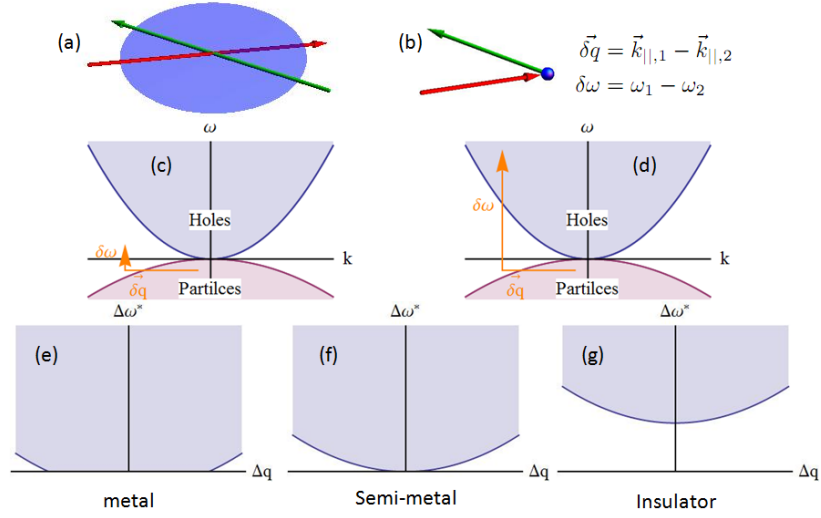 (a)
(b)
δq⃗ = k⃗||,1 − k⃗||,2
δω = ω1 − ω2
ω
(c)
Holes
δω
k
δq⃗
Partilces
ω
(d)
Holes
δω
k
δq⃗
Partilces
Δω*
(e)
Δω*
(f)
Δω*
(g)
Δq
Δq
Δq
metal
Semi-metal
Insulator